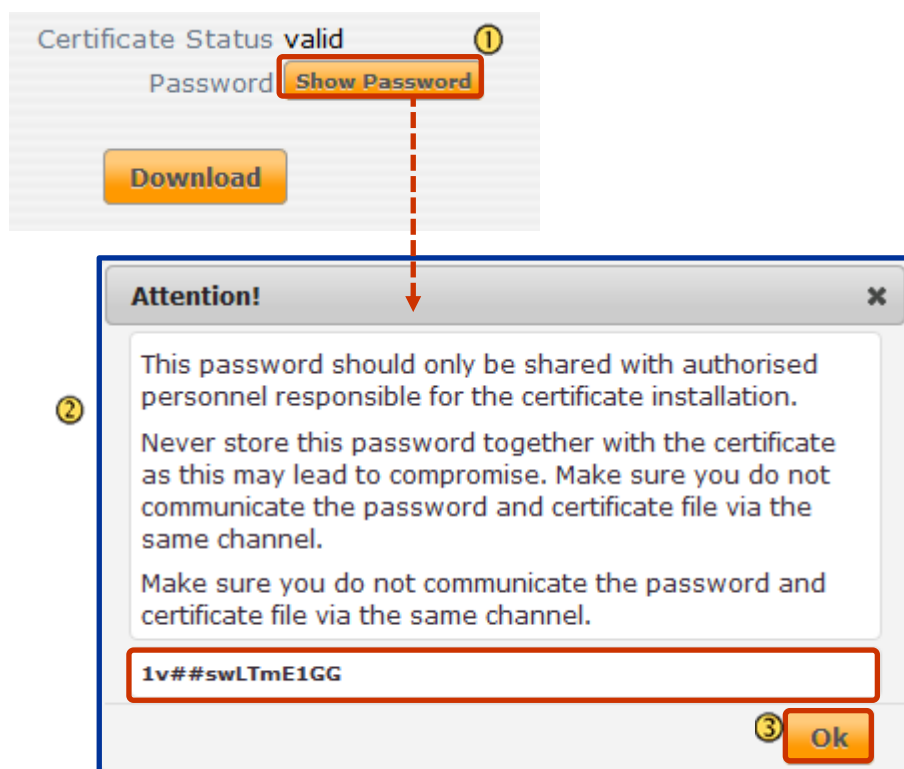 Certificate Status valid ①
Password Show Password
Download
Attention!
This password should only be shared with authorised
personnel responsible for the certificate installation.
②
Never store this password together with the certificate
as this may lead to compromise. Make sure you do not
communicate the password and certificate file via the
same channel.
Make sure you do not communicate the password and
certificate file via the same channel.
1v##swLTmE1GG
③ Ok